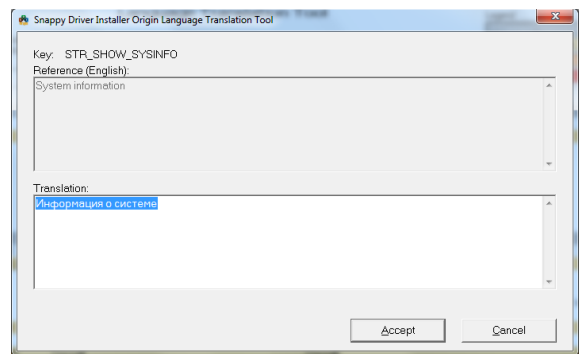 Snappy Driver Installer Origin Language Translation Tool
Key: STR_SHOW_SYSINFO
Reference (English):
System information
Translation:
Информация о системе
Accept
Cancel